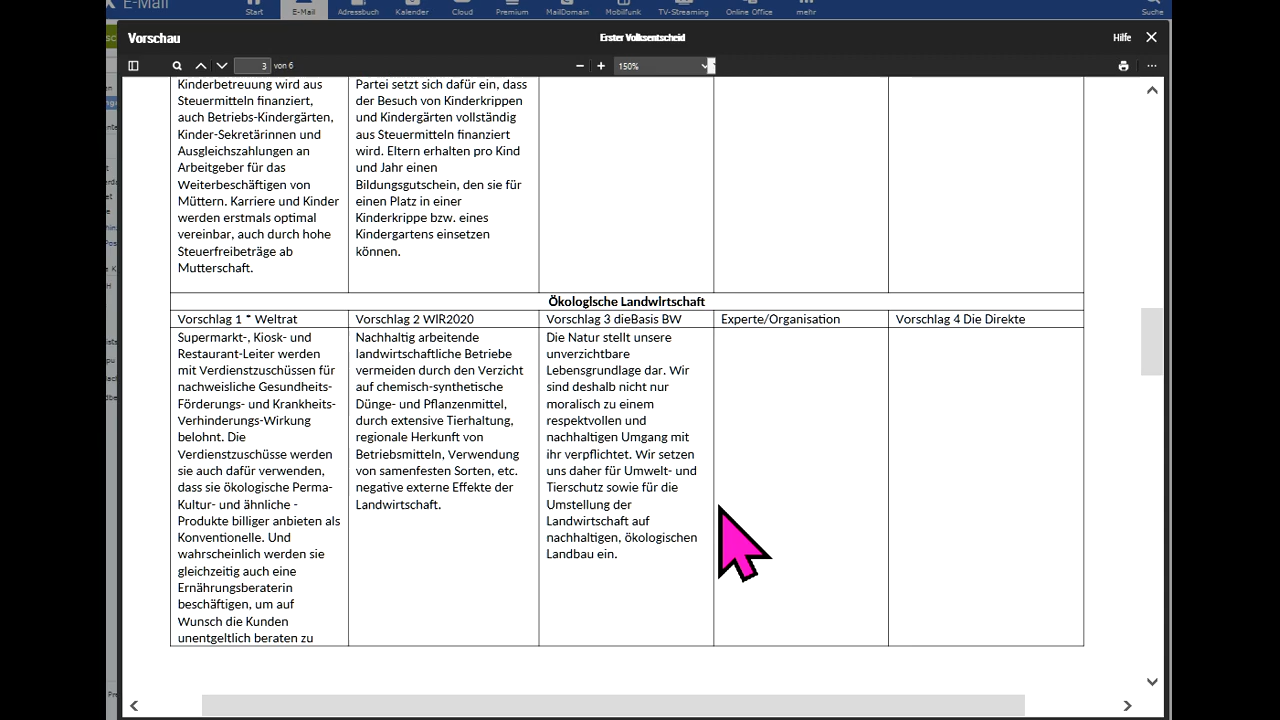 E-Mail
Start
E-Mail
Adressbuch
Kalender
Cloud
Premium
MailDomain
Mobilfunk
TV-Streaming
Online Office
mehr
Suche
Vorschau
Erster Volksentscheid
Hilfe
3 von 6
150%
Kinderbetreuung wird aus
Steuermitteln finanziert,
auch Betriebs-Kindergärten,
Kinder-Sekretärinnen und
Ausgleichszahlungen an
Arbeitgeber für das
Weiterbeschäftigen von
Müttern. Karriere und Kinder
werden erstmals optimal
vereinbar, auch durch hohe
Steuerfreibeträge ab
Mutterschaft.
Partei setzt sich dafür ein, dass
der Besuch von Kinderkrippen
und Kindergärten vollständig
aus Steuermitteln finanziert
wird. Eltern erhalten pro Kind
und Jahr einen
Bildungsgutschein, den sie für
einen Platz in einer
Kinderkrippe bzw. eines
Kindergartens einsetzen
können.
Ökologische Landwirtschaft
Vorschlag 1 * Weltrat
Vorschlag 2 WIR2020
Vorschlag 3 dieBasis BW
Experte/Organisation
Vorschlag 4 Die Direkte
Supermarkt-, Kiosk- und
Restaurant-Leiter werden
mit Verdienstzuschüssen für
nachweisliche Gesundheits-
Förderungs- und Krankheits-
Verhinderungs-Wirkung
belohnt. Die
Verdienstzuschüsse werden
sie auch dafür verwenden,
dass sie ökologische Perma-
Kultur- und ähnliche -
Produkte billiger anbieten als
Konventionelle. Und
wahrscheinlich werden sie
gleichzeitig auch eine
Ernährungsberaterin
beschäftigen, um auf
Wunsch die Kunden
unentgeltlich beraten zu
Nachhaltig arbeitende
landwirtschaftliche Betriebe
vermeiden durch den Verzicht
auf chemisch-synthetische
Dünge- und Pflanzenmittel,
durch extensive Tierhaltung,
regionale Herkunft von
Betriebsmitteln, Verwendung
von samenfesten Sorten, etc.
negative externe Effekte der
Landwirtschaft.
Die Natur stellt unsere
unverzichtbare
Lebensgrundlage dar. Wir
sind deshalb nicht nur
moralisch zu einem
respektvollen und
nachhaltigen Umgang mit
ihr verpflichtet. Wir setzen
uns daher für Umwelt- und
Tierschutz sowie für die
Umstellung der
Landwirtschaft auf
nachhaltigen, ökologischen
Landbau ein.